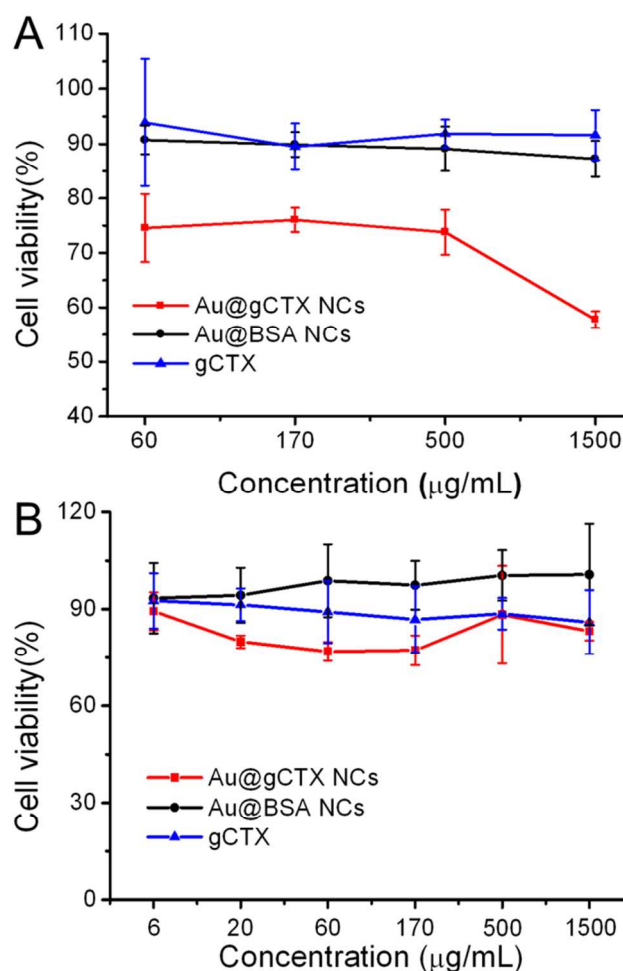 A
110
100
90
80
70
60
50
40
Cell viability(%)
Au@gCTX NCs
Au@BSA NCs
gCTX
60 170 500 1500
Concentration (μg/mL)
B
120
90
60
30
0
Cell viability(%)
Au@gCTX NCs
Au@BSA NCs
gCTX
6 20 60 170 500 1500
Concentration (μg/mL)